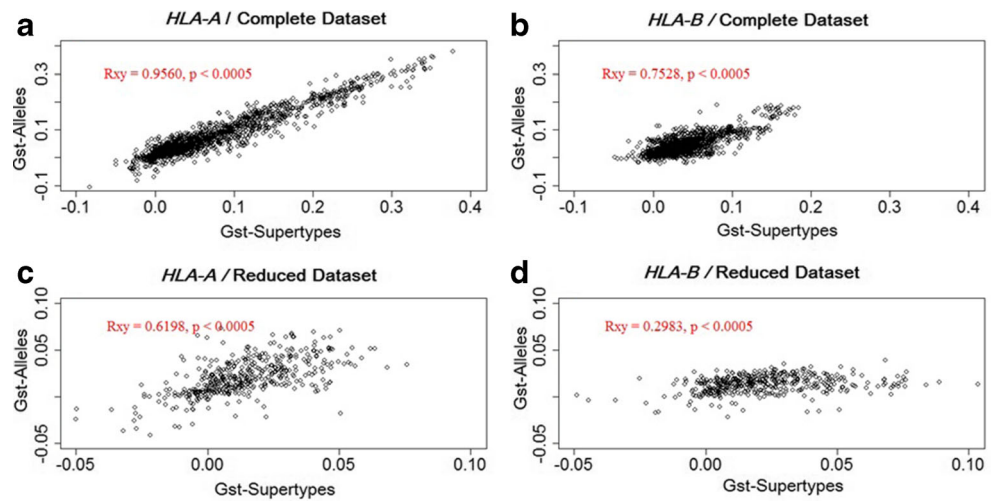 a
HLA-A / Complete Dataset
Rxy = 0.9560, p < 0.0005
Gst-Alleles
-0.1 0.1 0.3
-0.1 0.0 0.1 0.2 0.3 0.4
Gst-Supertypes
b
HLA-B / Complete Dataset
Rxy = 0.7528, p < 0.0005
Gst-Alleles
-0.1 0.1 0.3
-0.1 0.0 0.1 0.2 0.3 0.4
Gst-Supertypes
c
HLA-A / Reduced Dataset
Rxy = 0.6198, p < 0.0005
Gst-Alleles
-0.05 0.05 0.10
-0.05 0.00 0.05 0.10
Gst-Supertypes
d
HLA-B / Reduced Dataset
Rxy = 0.2983, p < 0.0005
Gst-Alleles
-0.05 0.05 0.10
-0.05 0.00 0.05 0.10
Gst-Supertypes